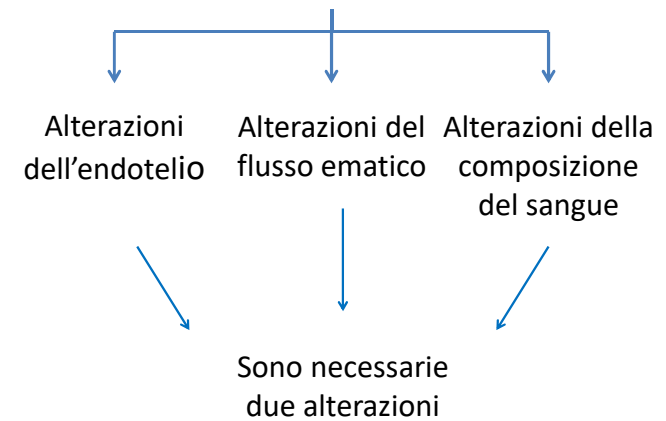 Alterazioni
dell’endotelio
Alterazioni del
flusso ematico
Alterazioni della
composizione
del sangue
Sono necessarie
due alterazioni